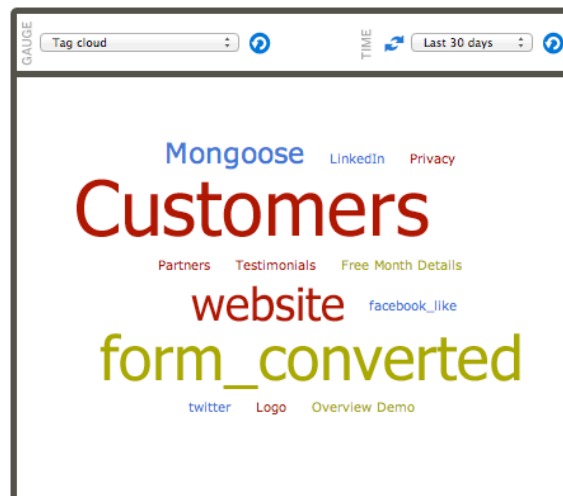 GAUGE Tag cloud TIME Last 30 days
Mongoose LinkedIn Privacy
Customers
Partners Testimonials Free Month Details
website facebook_like
form_converted
twitter Logo Overview Demo